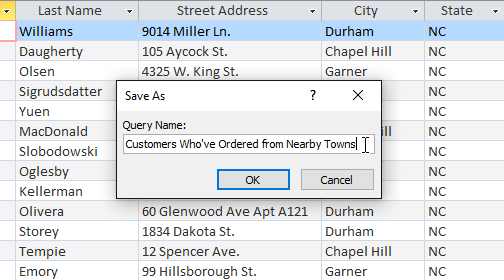 Last Name Street Address City State
Williams 9014 Miller Ln. Durham NC
Daugherty 105 Aycock St. Chapel Hill NC
Olsen 4325 W. King St. Garner NC
Sigrudsdatter NC
Save As ? ×
Yuen NC
Query Name:
MacDonald NC
Customers Who've Ordered from Nearby Towns
Slobodowski NC
Oglesby NC
OK Cancel
Kellerman NC
Olivera 60 Glenwood Ave Apt A121 Durham NC
Storey 1834 Dakota St. Durham NC
Tempie 12 Spencer Ave. Chapel Hill NC
Emory 99 Hillsborough St. Durham NC